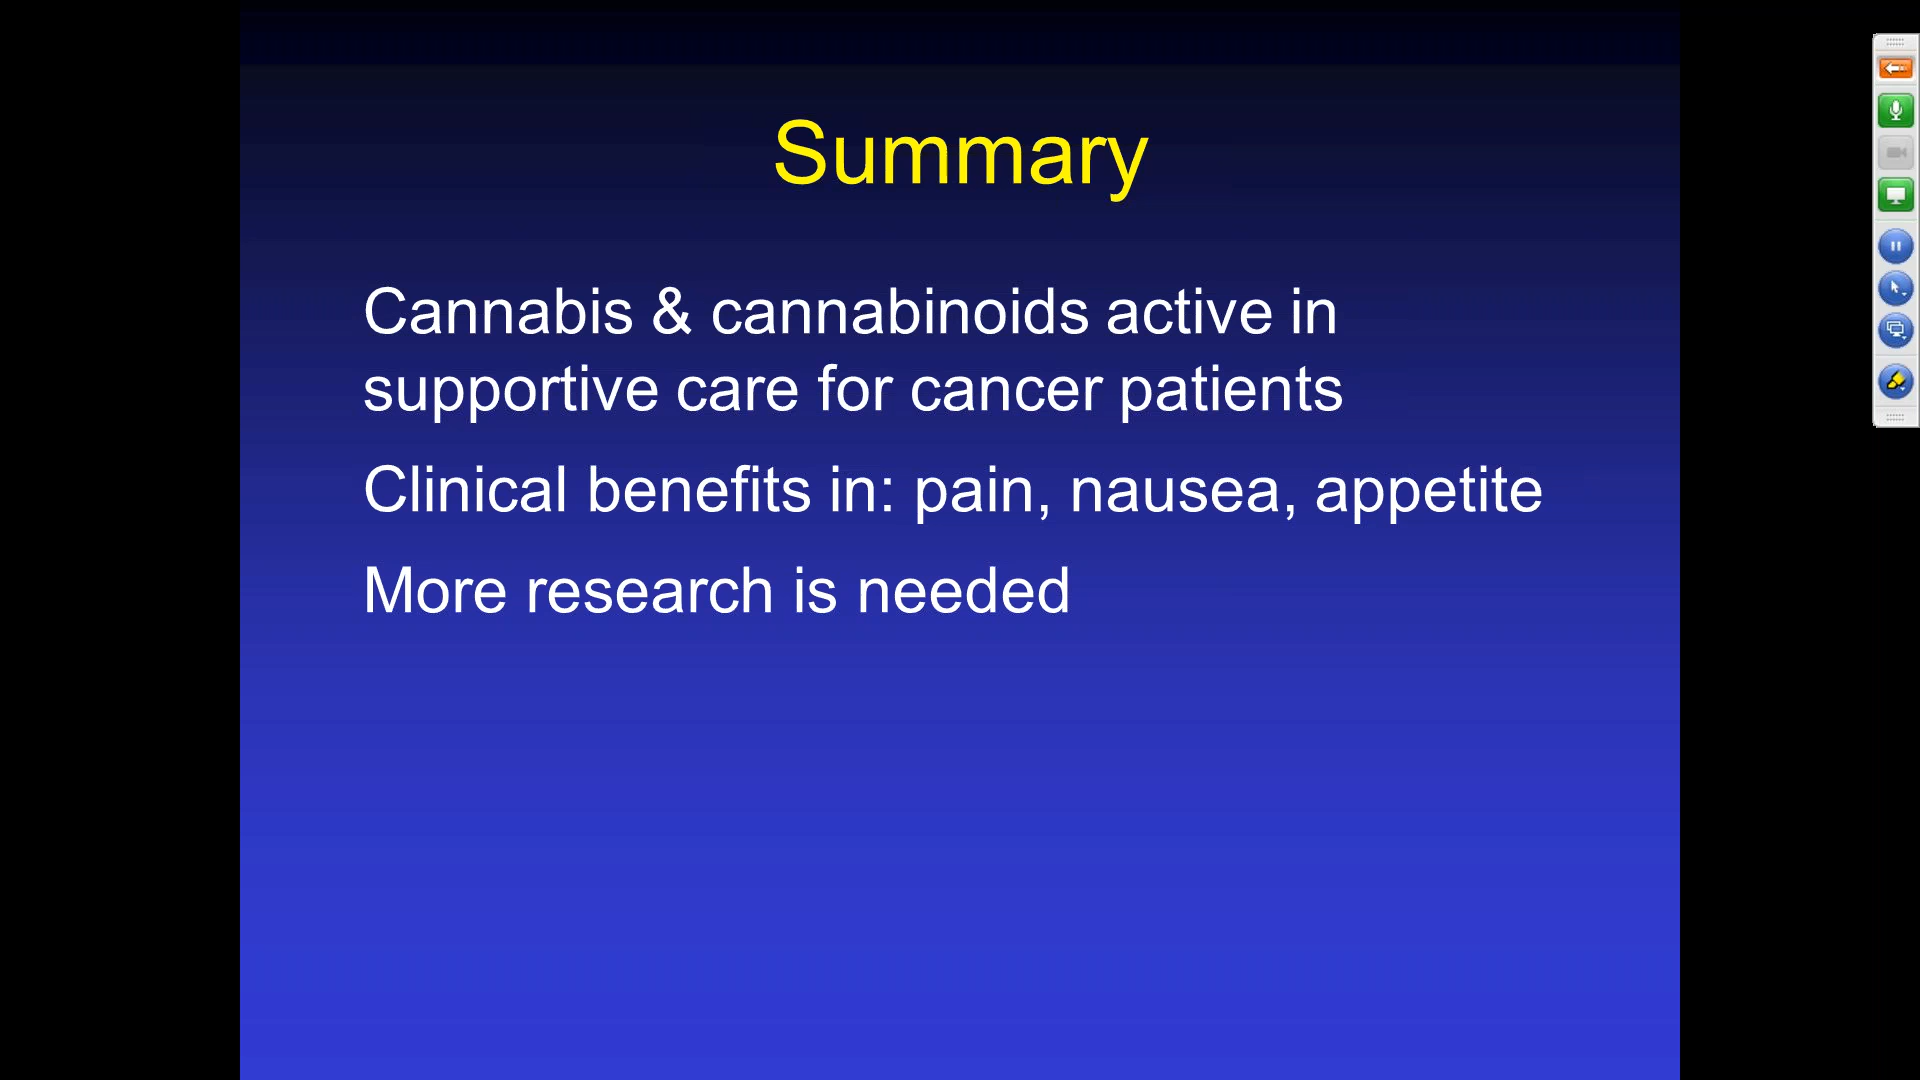 Summary
Cannabis & cannabinoids active in
supportive care for cancer patients
Clinical benefits in: pain, nausea, appetite
More research is needed